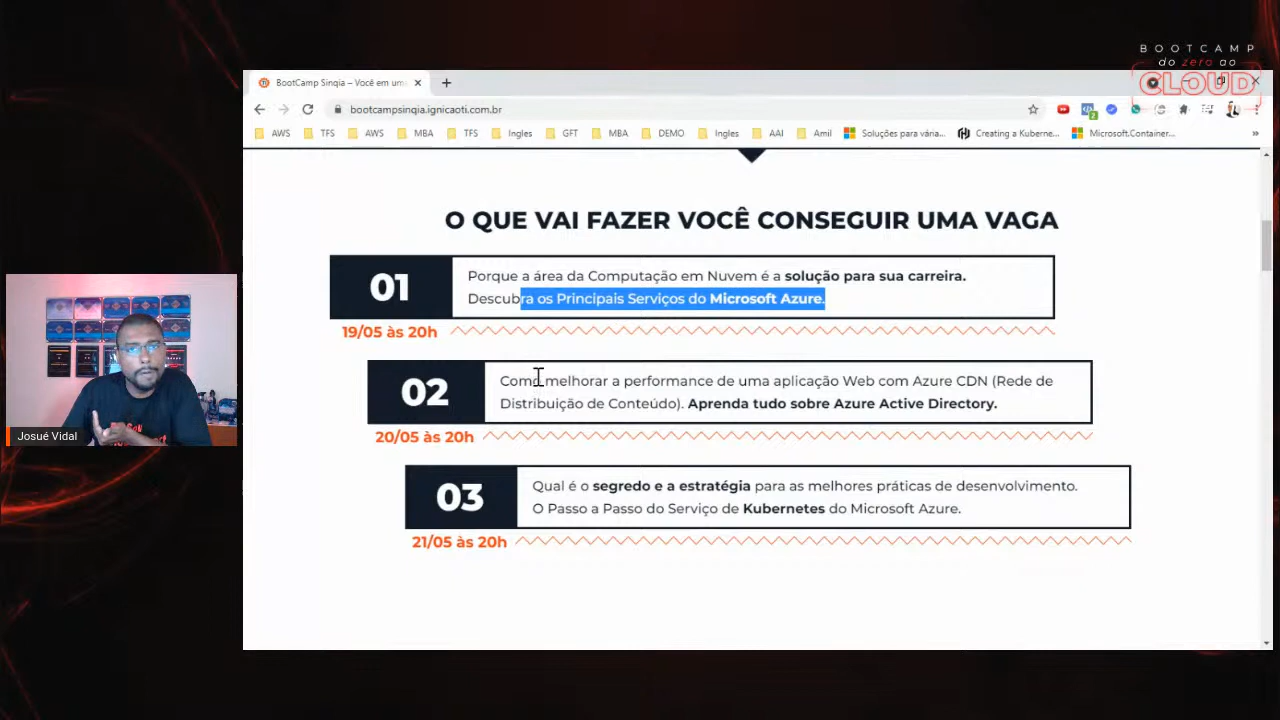 BOOTCAMP
do zero ao
CLOUD
BootCamp Sinqia – Você em um
bootcampsinqia.ignicaoti.com.br
AWS TFS AWS MBA TFS Ingles GFT MBA DEMO Ingles AAI Amil Soluções para vária... Creating a Kuberne... Microsoft.Container...
O QUE VAI FAZER VOCÊ CONSEGUIR UMA VAGA
01
Porque a área da Computação em Nuvem é a solução para sua carreira.
Descubra os Principais Serviços do Microsoft Azure.
19/05 às 20h
02
Como melhorar a performance de uma aplicação Web com Azure CDN (Rede de
Distribuição de Conteúdo). Aprenda tudo sobre Azure Active Directory.
20/05 às 20h
03
Qual é o segredo e a estratégia para as melhores práticas de desenvolvimento.
O Passo a Passo do Serviço de Kubernetes do Microsoft Azure.
21/05 às 20h
Josué Vidal